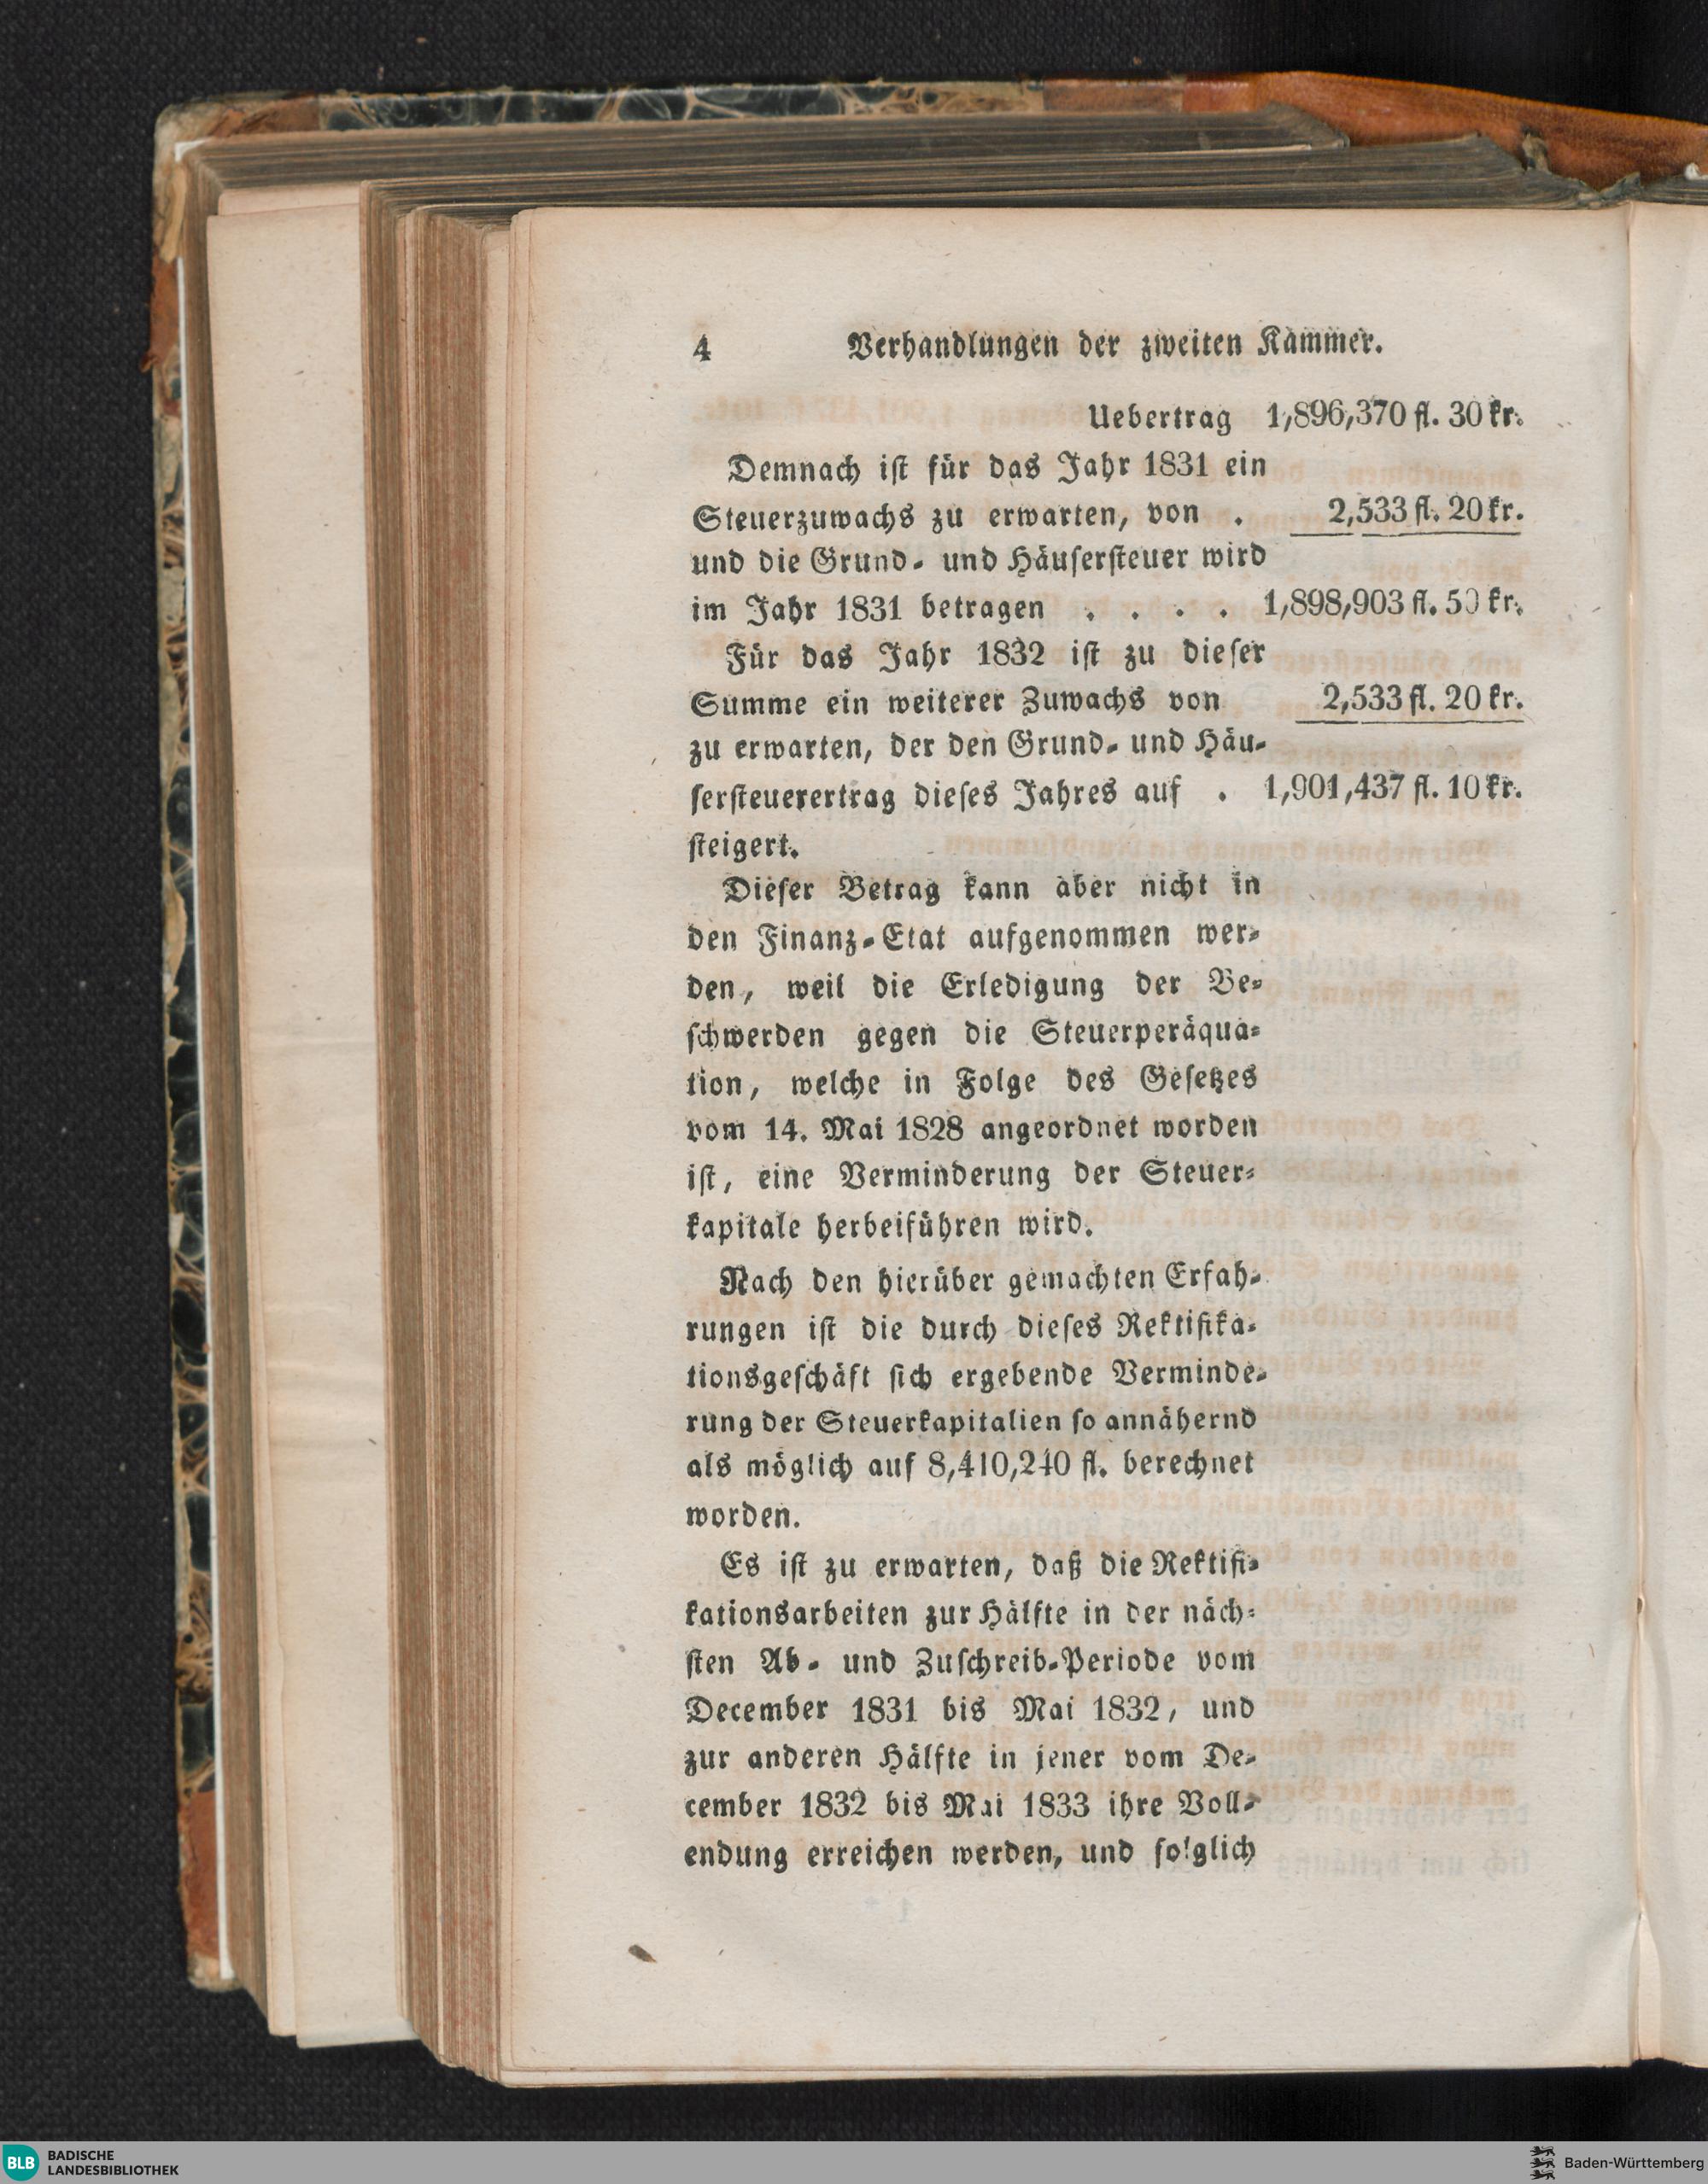 4 Verhandlungen der zweiten Kammer.
Uebertrag 1,896,370 fl. 30 kr.
Demnach iſt für das Jahr 1831 ein
Steuerzuwachs zu erwarten, von . 2,533 fl. 20 kr.
und die Grund- und Häuſerſteuer wird
im Jahr 1831 betragen . . . . 1,898,903 fl. 50 kr.
Für das Jahr 1832 iſt zu dieſer
Summe ein weiterer Zuwachs von 2,533 fl. 20 kr.
zu erwarten, der den Grund- und Häu-
ſerſteuerertrag dieſes Jahres auf . 1,901,437 fl. 10 kr.
ſteigert.
Dieſer Betrag kann aber nicht in
den Finanz-Etat aufgenommen wer-
den, weil die Erledigung der Be-
ſchwerden gegen die Steuerperäqua-
tion, welche in Folge des Geſetzes
vom 14. Mai 1828 angeordnet worden
iſt, eine Verminderung der Steuer-
kapitale herbeiführen wird.
Nach den hierüber gemachten Erfah-
rungen iſt die durch dieſes Rektifika-
tionsgeſchäft ſich ergebende Verminde-
rung der Steuerkapitalien ſo annähernd
als möglich auf 8,410,240 fl. berechnet
worden.
Es iſt zu erwarten, daß die Rektifi-
kationsarbeiten zur Hälfte in der näch-
ſten Ab- und Zuſchreib-Periode vom
December 1831 bis Mai 1832, und
zur anderen Hälfte in jener vom De-
cember 1832 bis Mai 1833 ihre Voll-
endung erreichen werden, und folglich
BLB BADISCHE
LANDESBIBLIOTHEK
Baden-Württemberg